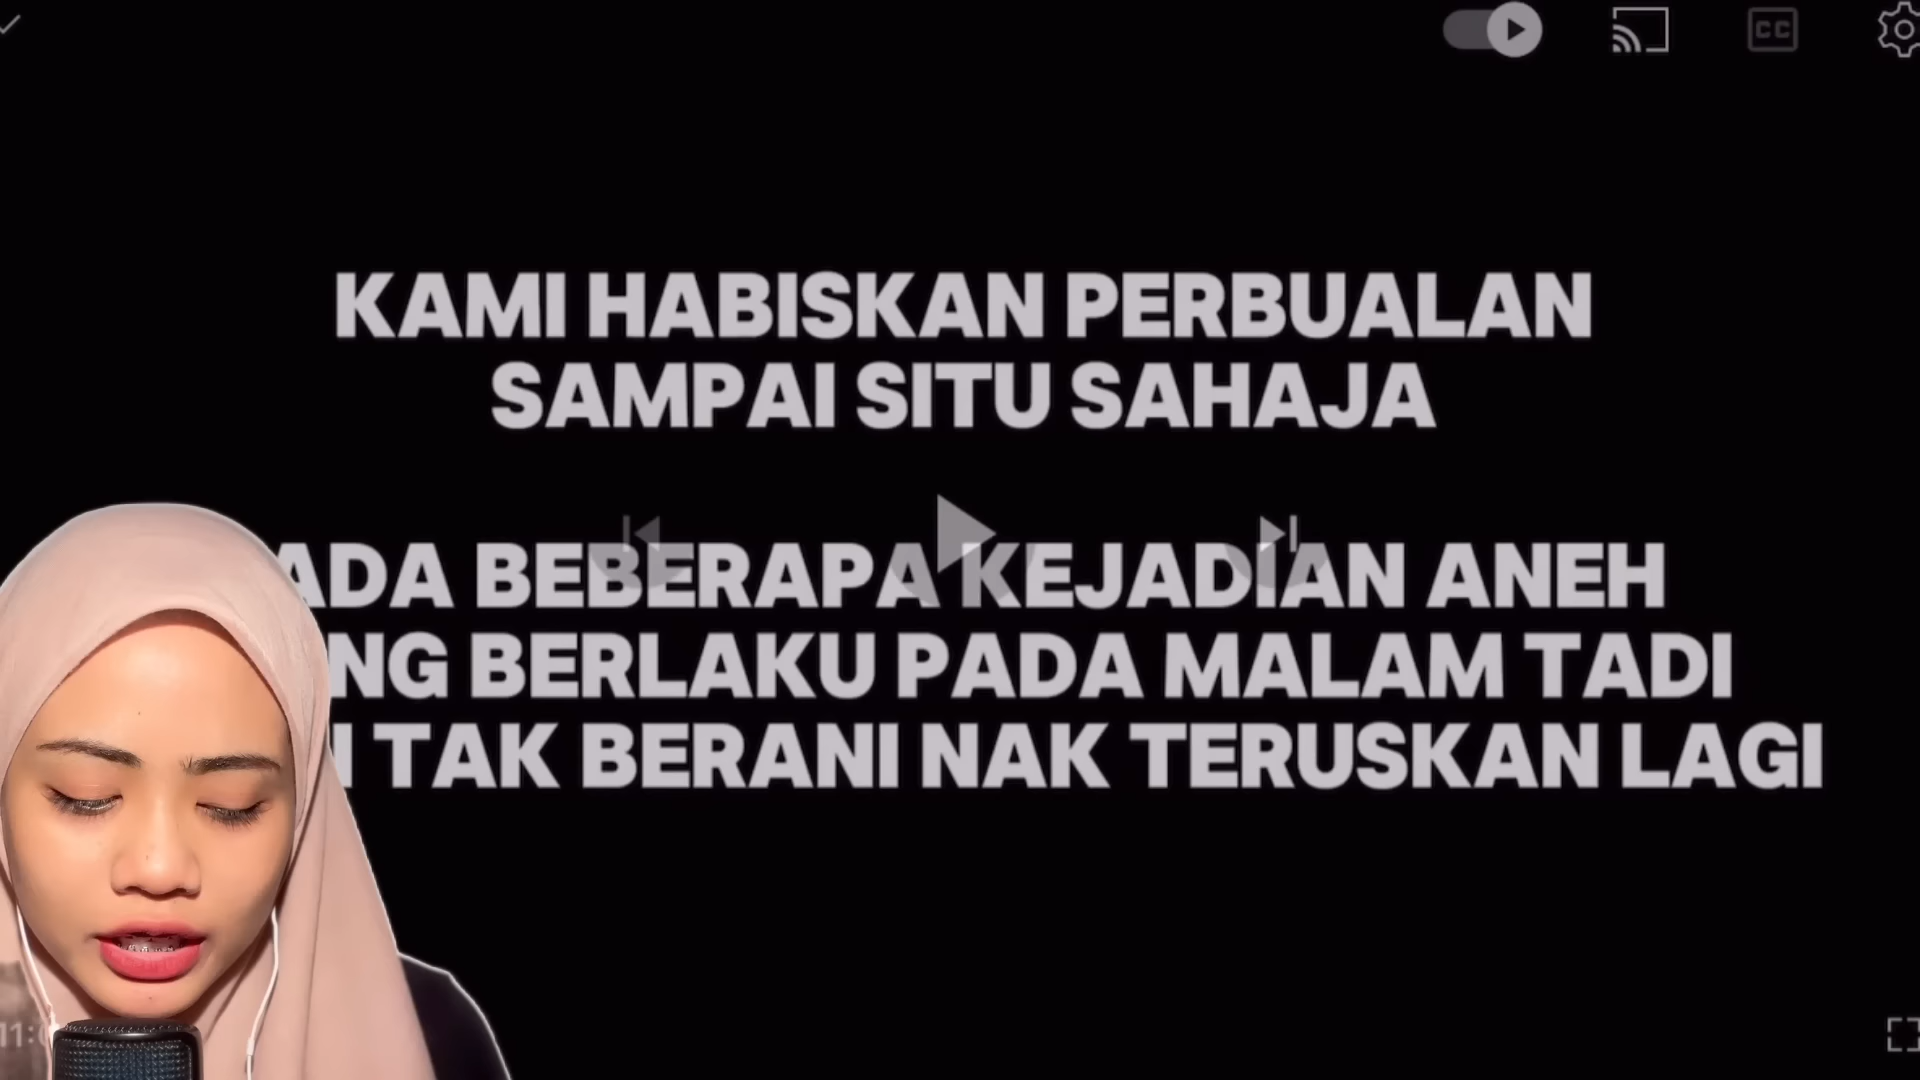 CC
KAMI HABISKAN PERBUALAN
SAMPAI SITU SAHAJA
ADA BEBERAPA KEJADIAN ANEH
BERLAKU PADA MALAM TADI
TAK BERANI NAK TERUSKAN LAGI